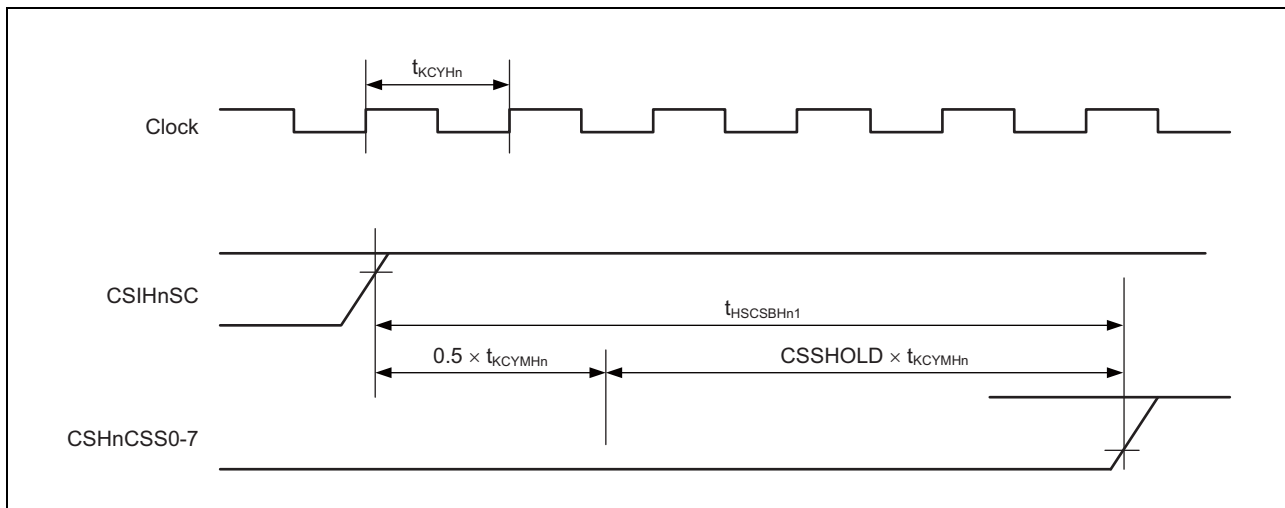 tKCYHn
Clock
CSIHnSC
tHSCSBHn1
0.5 × tKCYMHn
CSSHOLD × tKCYMHn
CSHnCSS0-7